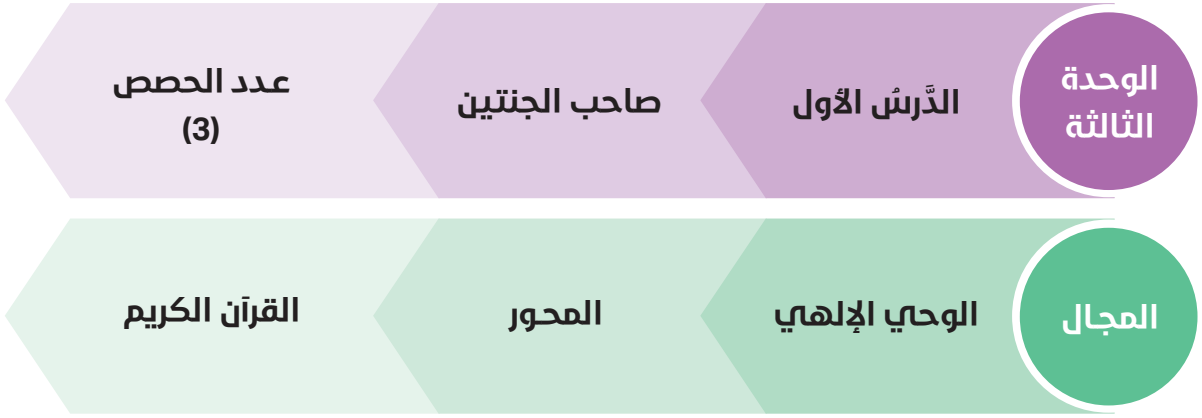 الوحدة
الثالثة
الدَّرسُ الأول
صاحب الجنتين
عدد الحصص
(3)
المجال
الوحي الإلهي
المحور
القرآن الكريم